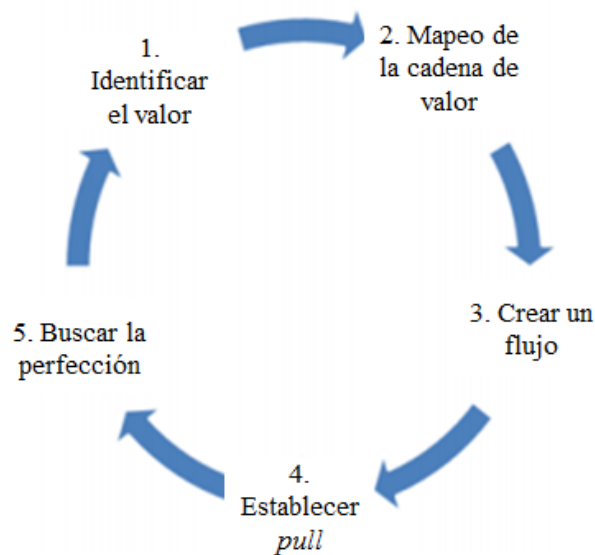 1.
Identificar
el valor
2. Mapeo de
la cadena de
valor
3. Crear un
flujo
4.
Establecer
pull
5. Buscar la
perfección